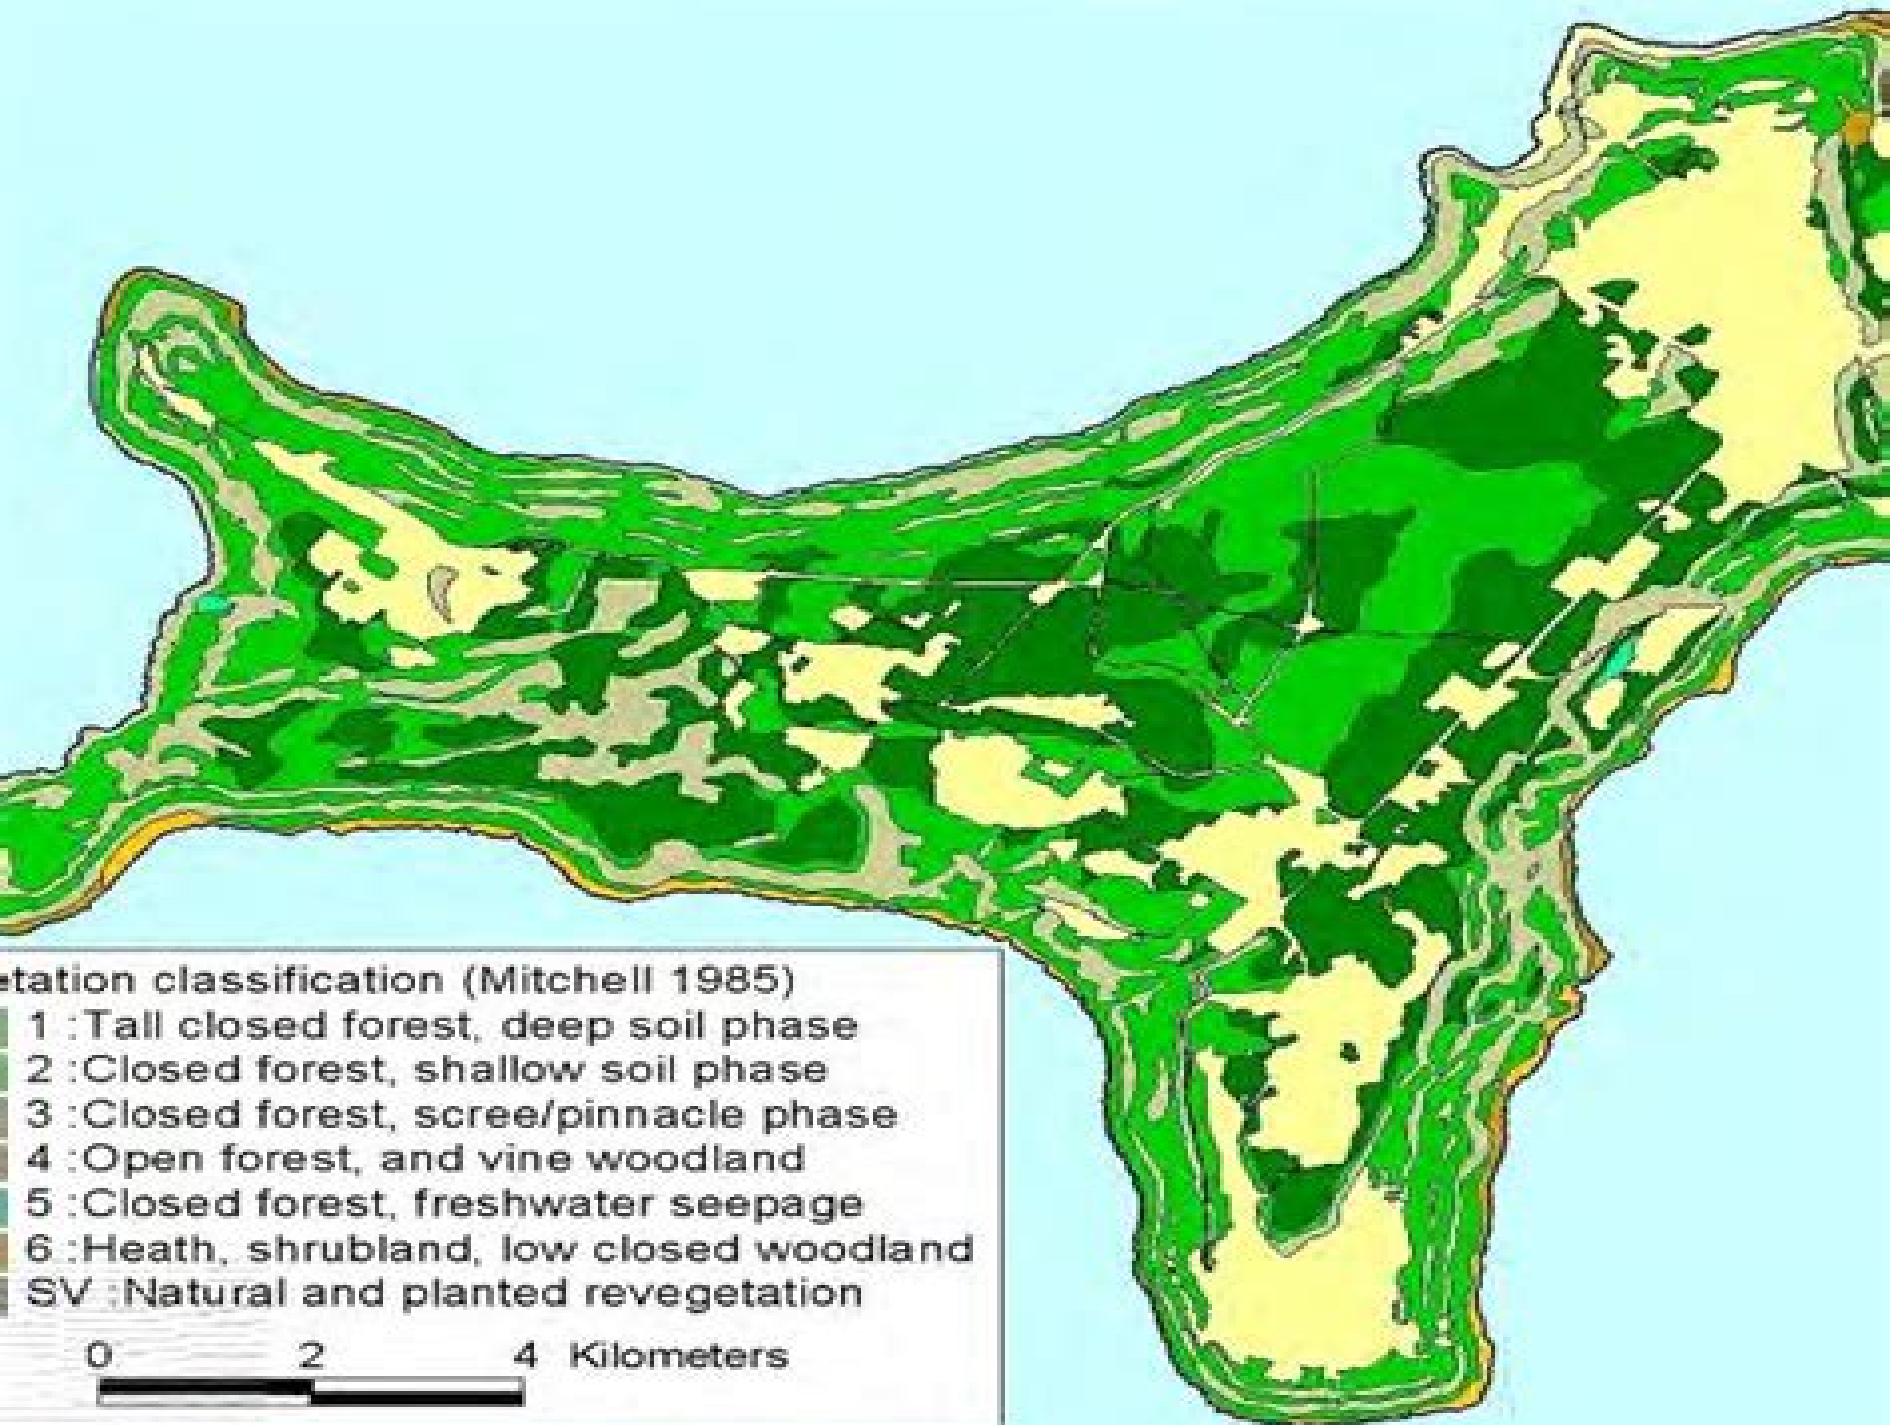 etation classification (Mitchell 1985)
1 :Tall closed forest, deep soil phase
2 :Closed forest, shallow soil phase
3 :Closed forest, scree/pinnacle phase
4 :Open forest, and vine woodland
5 :Closed forest, freshwater seepage
6 :Heath, shrubland, low closed woodland
SV :Natural and planted revegetation
0 2 4 Kilometers